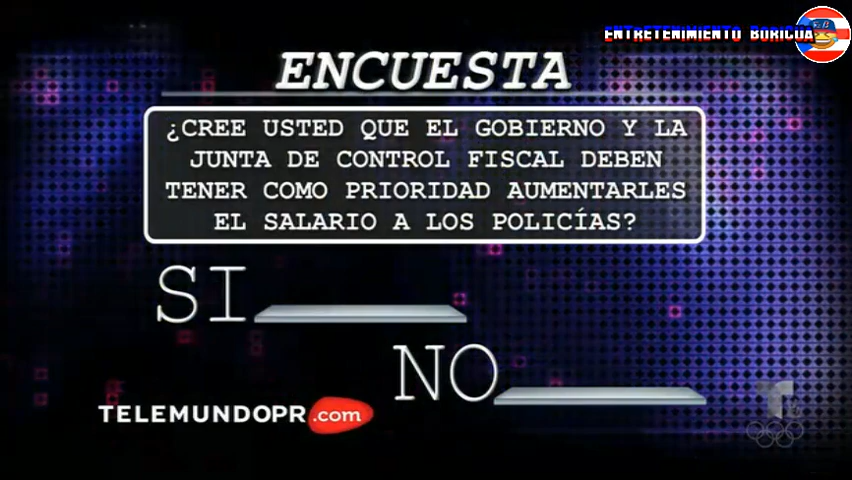 ENTRETENIMIENTO BORICUA
ENCUESTA
¿CREE USTED QUE EL GOBIERNO Y LA
JUNTA DE CONTROL FISCAL DEBEN
TENER COMO PRIORIDAD AUMENTARLES
EL SALARIO A LOS POLICÍAS?
SI
NO
TELEMUNDOPR.com